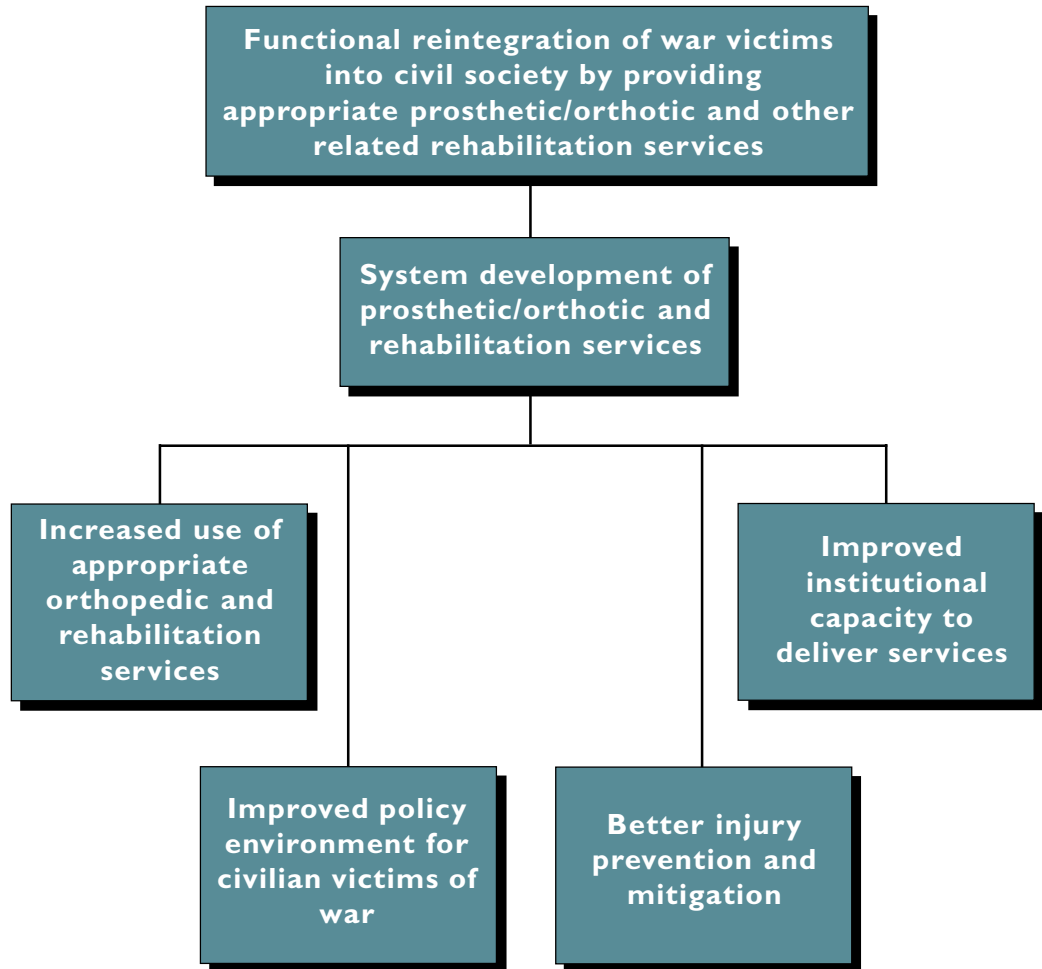 Functional reintegration of war victims
into civil society by providing
appropriate prosthetic/orthotic and other
related rehabilitation services
System development of
prosthetic/orthotic and
rehabilitation services
Increased use of
appropriate
orthopedic and
rehabilitation
services
Improved policy
environment for
civilian victims of
war
Better injury
prevention and
mitigation
Improved
institutional
capacity to
deliver services